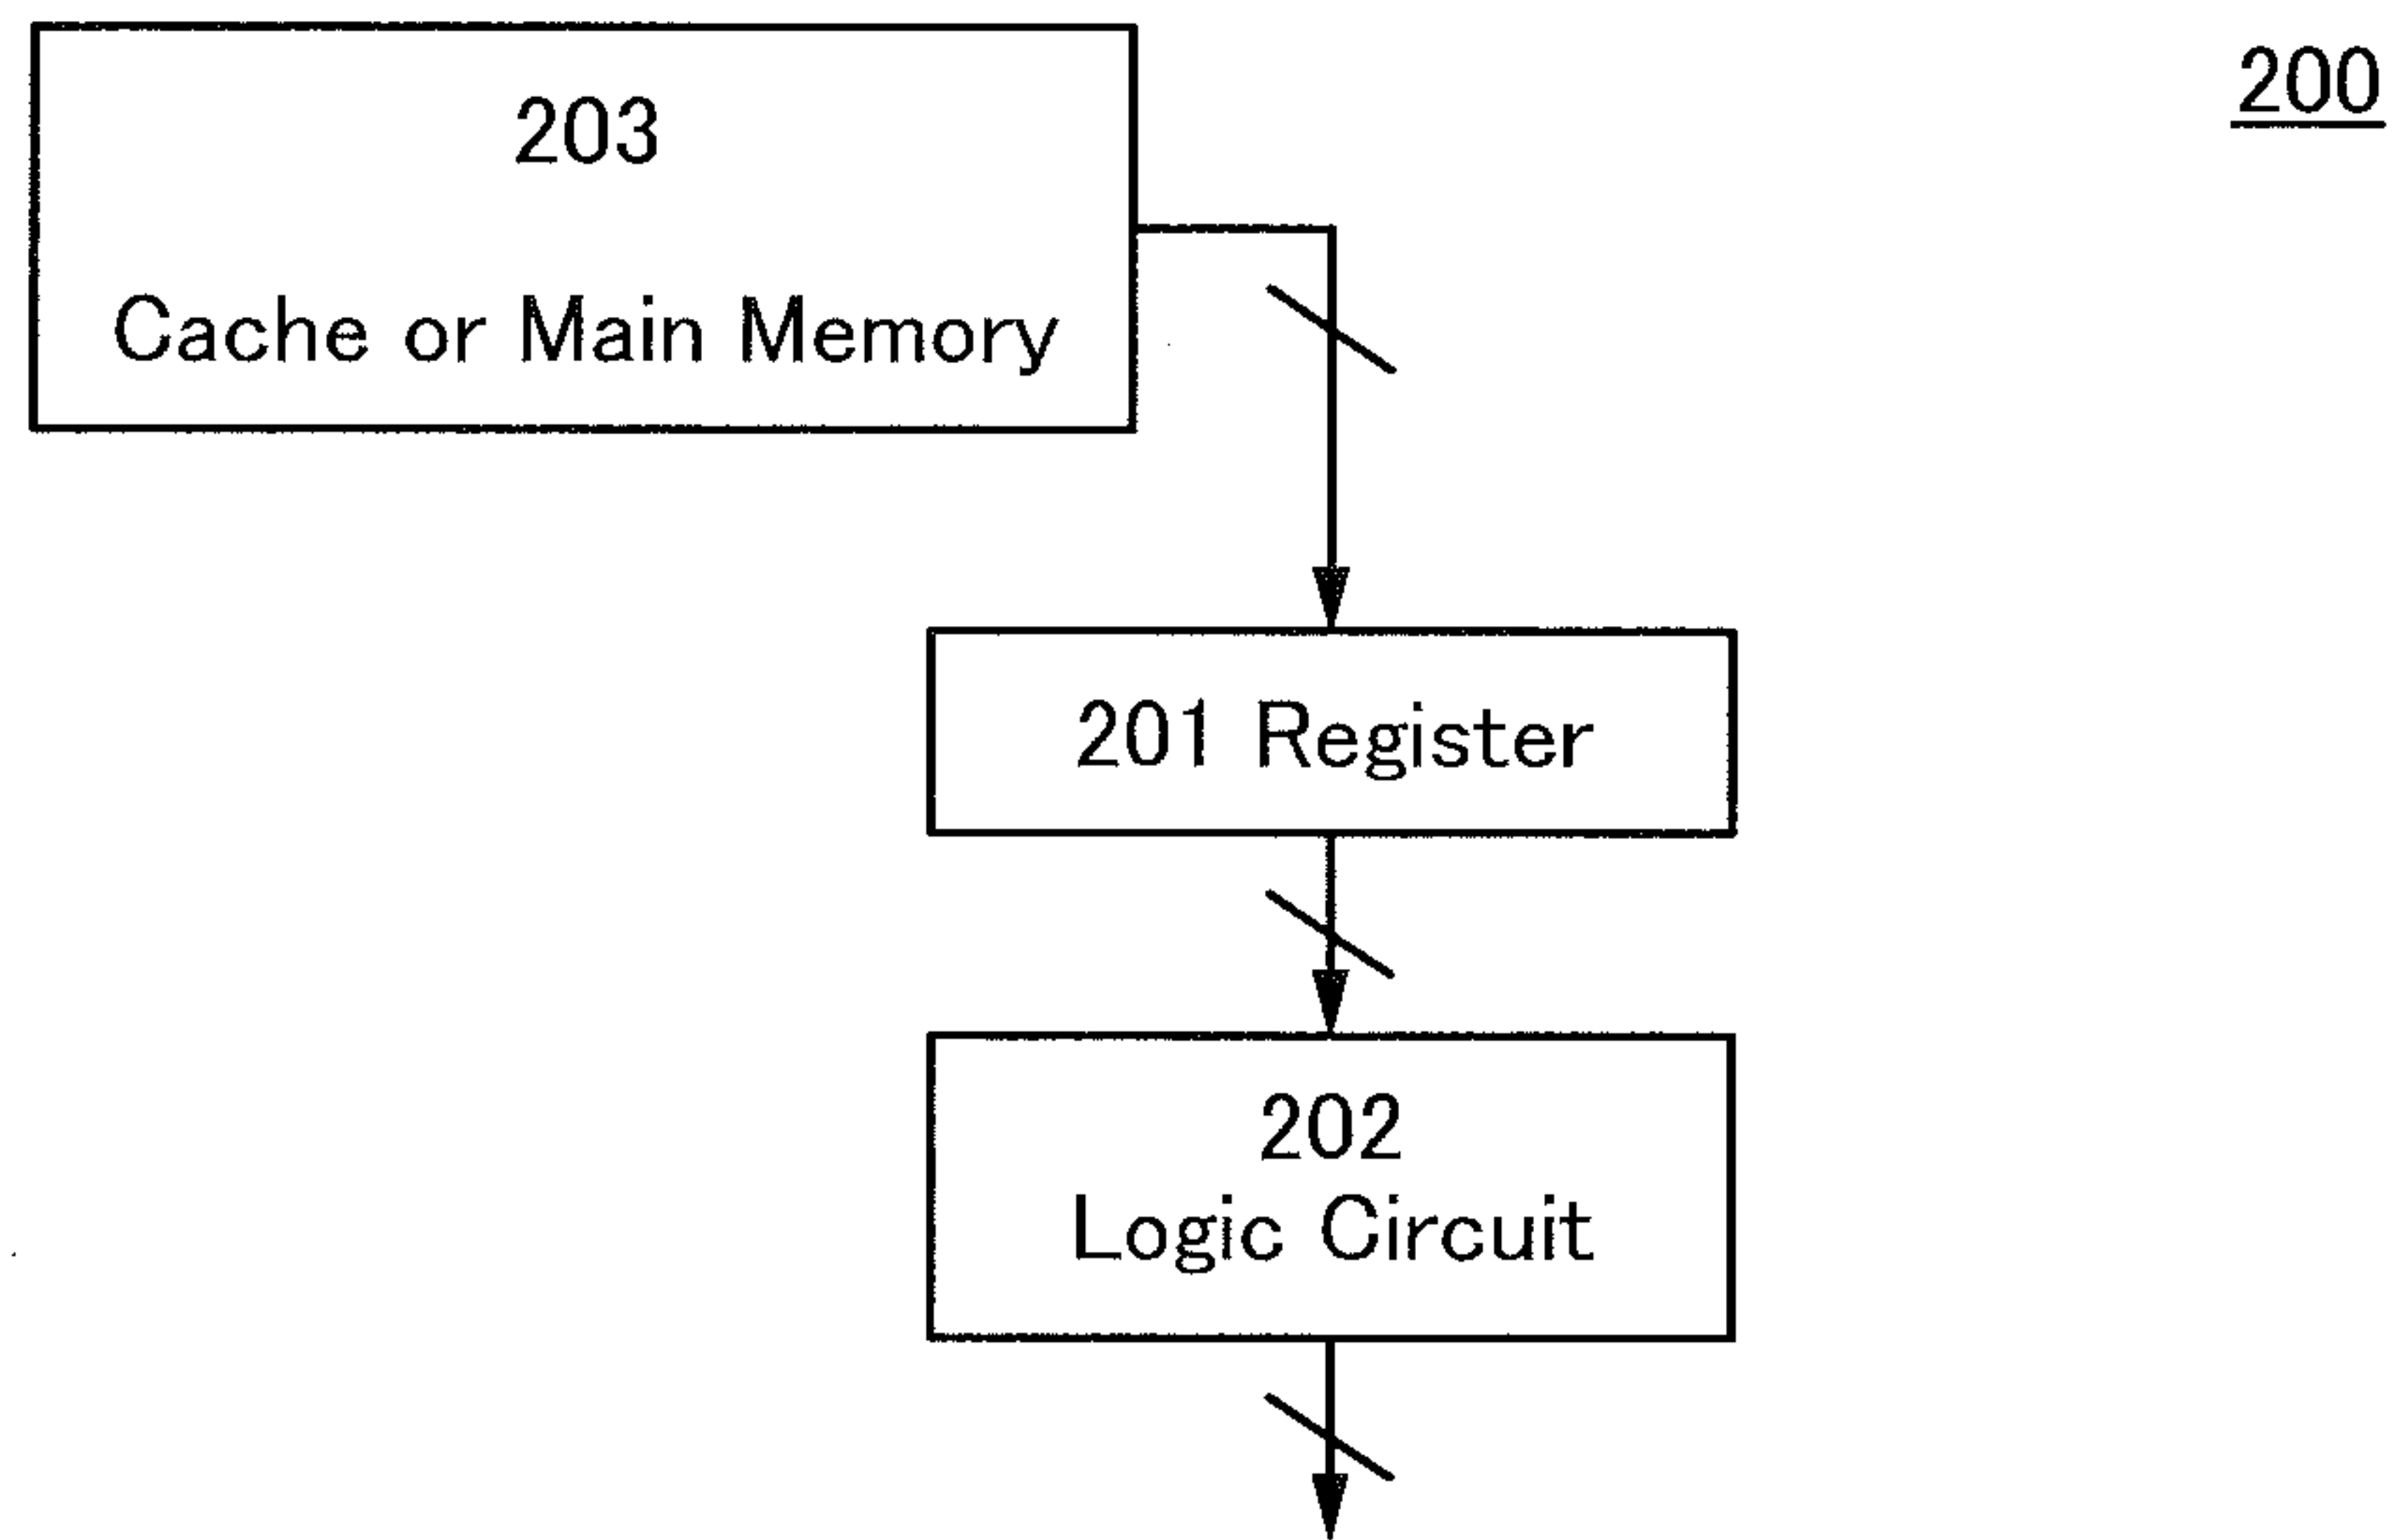 200
203
Cache or Main Memory
201 Register
202
Logic Circuit